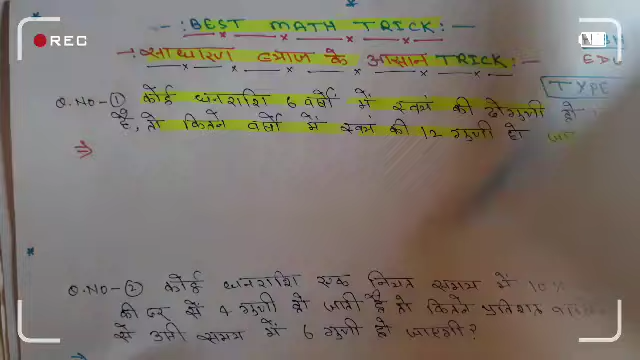 REC
-:BEST MATH TRICK:-
-:साधारण ब्याज के आसान TRICK:-
TYPE
Q.NO-① कोई धनराशि 6 वर्षो में स्वयं की दोगुणी हो
है, तो कितने वर्षो में स्वयं की 12 गुणी हो
Q.NO-② कोई धनराशि एक नियत समय में 10%
की दर से 4 गुणी हो जाती है तो कितने प्रतिशत
से उसी समय में 6 गुणी हो जाएगी?